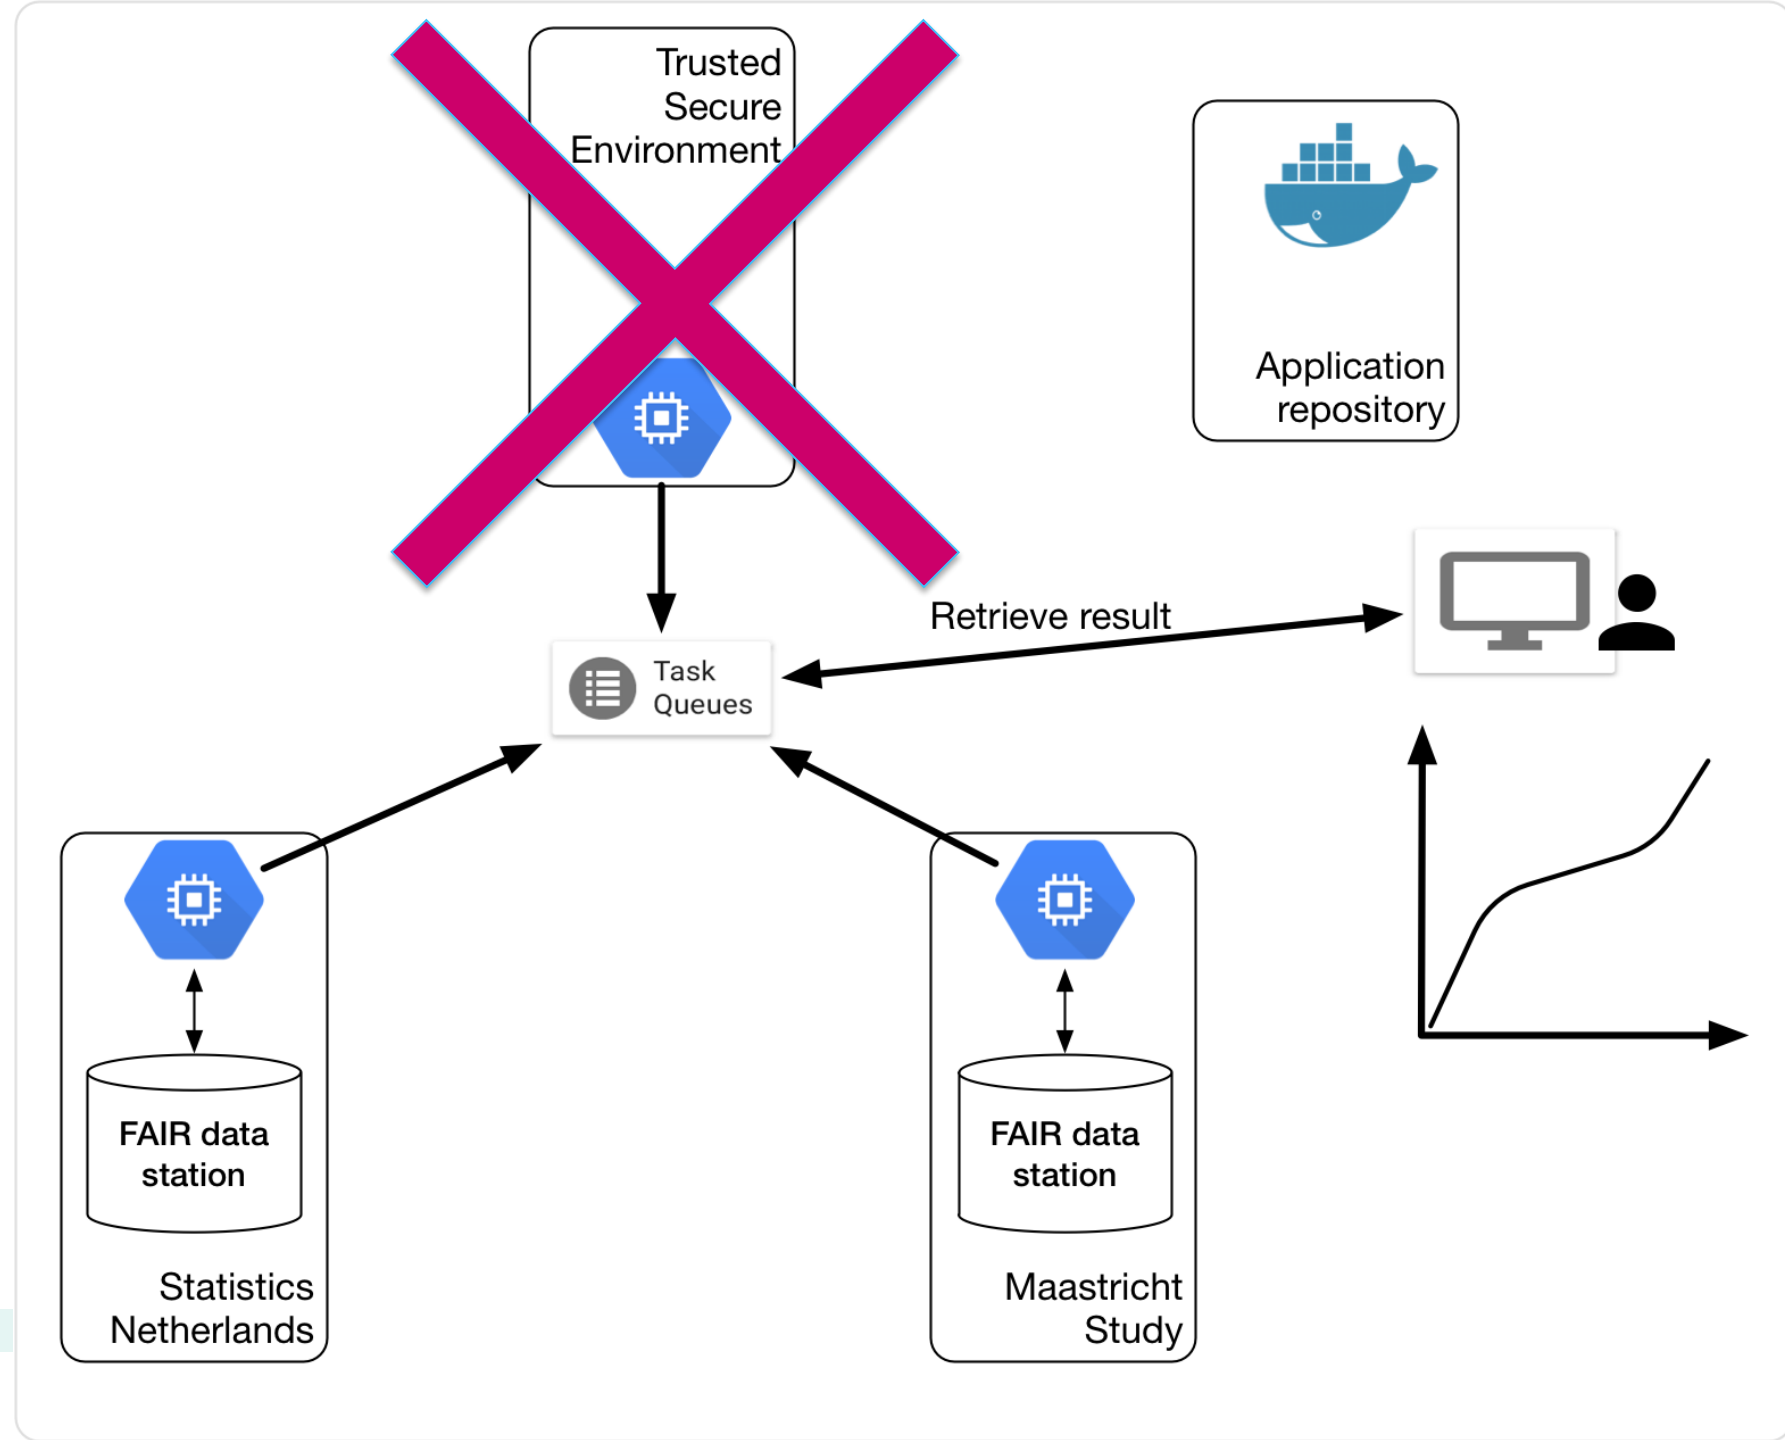 Trusted
Secure
Environment
Application
repository
Retrieve result
Task
Queues
FAIR data
station
Statistics
Netherlands
FAIR data
station
Maastricht
Study